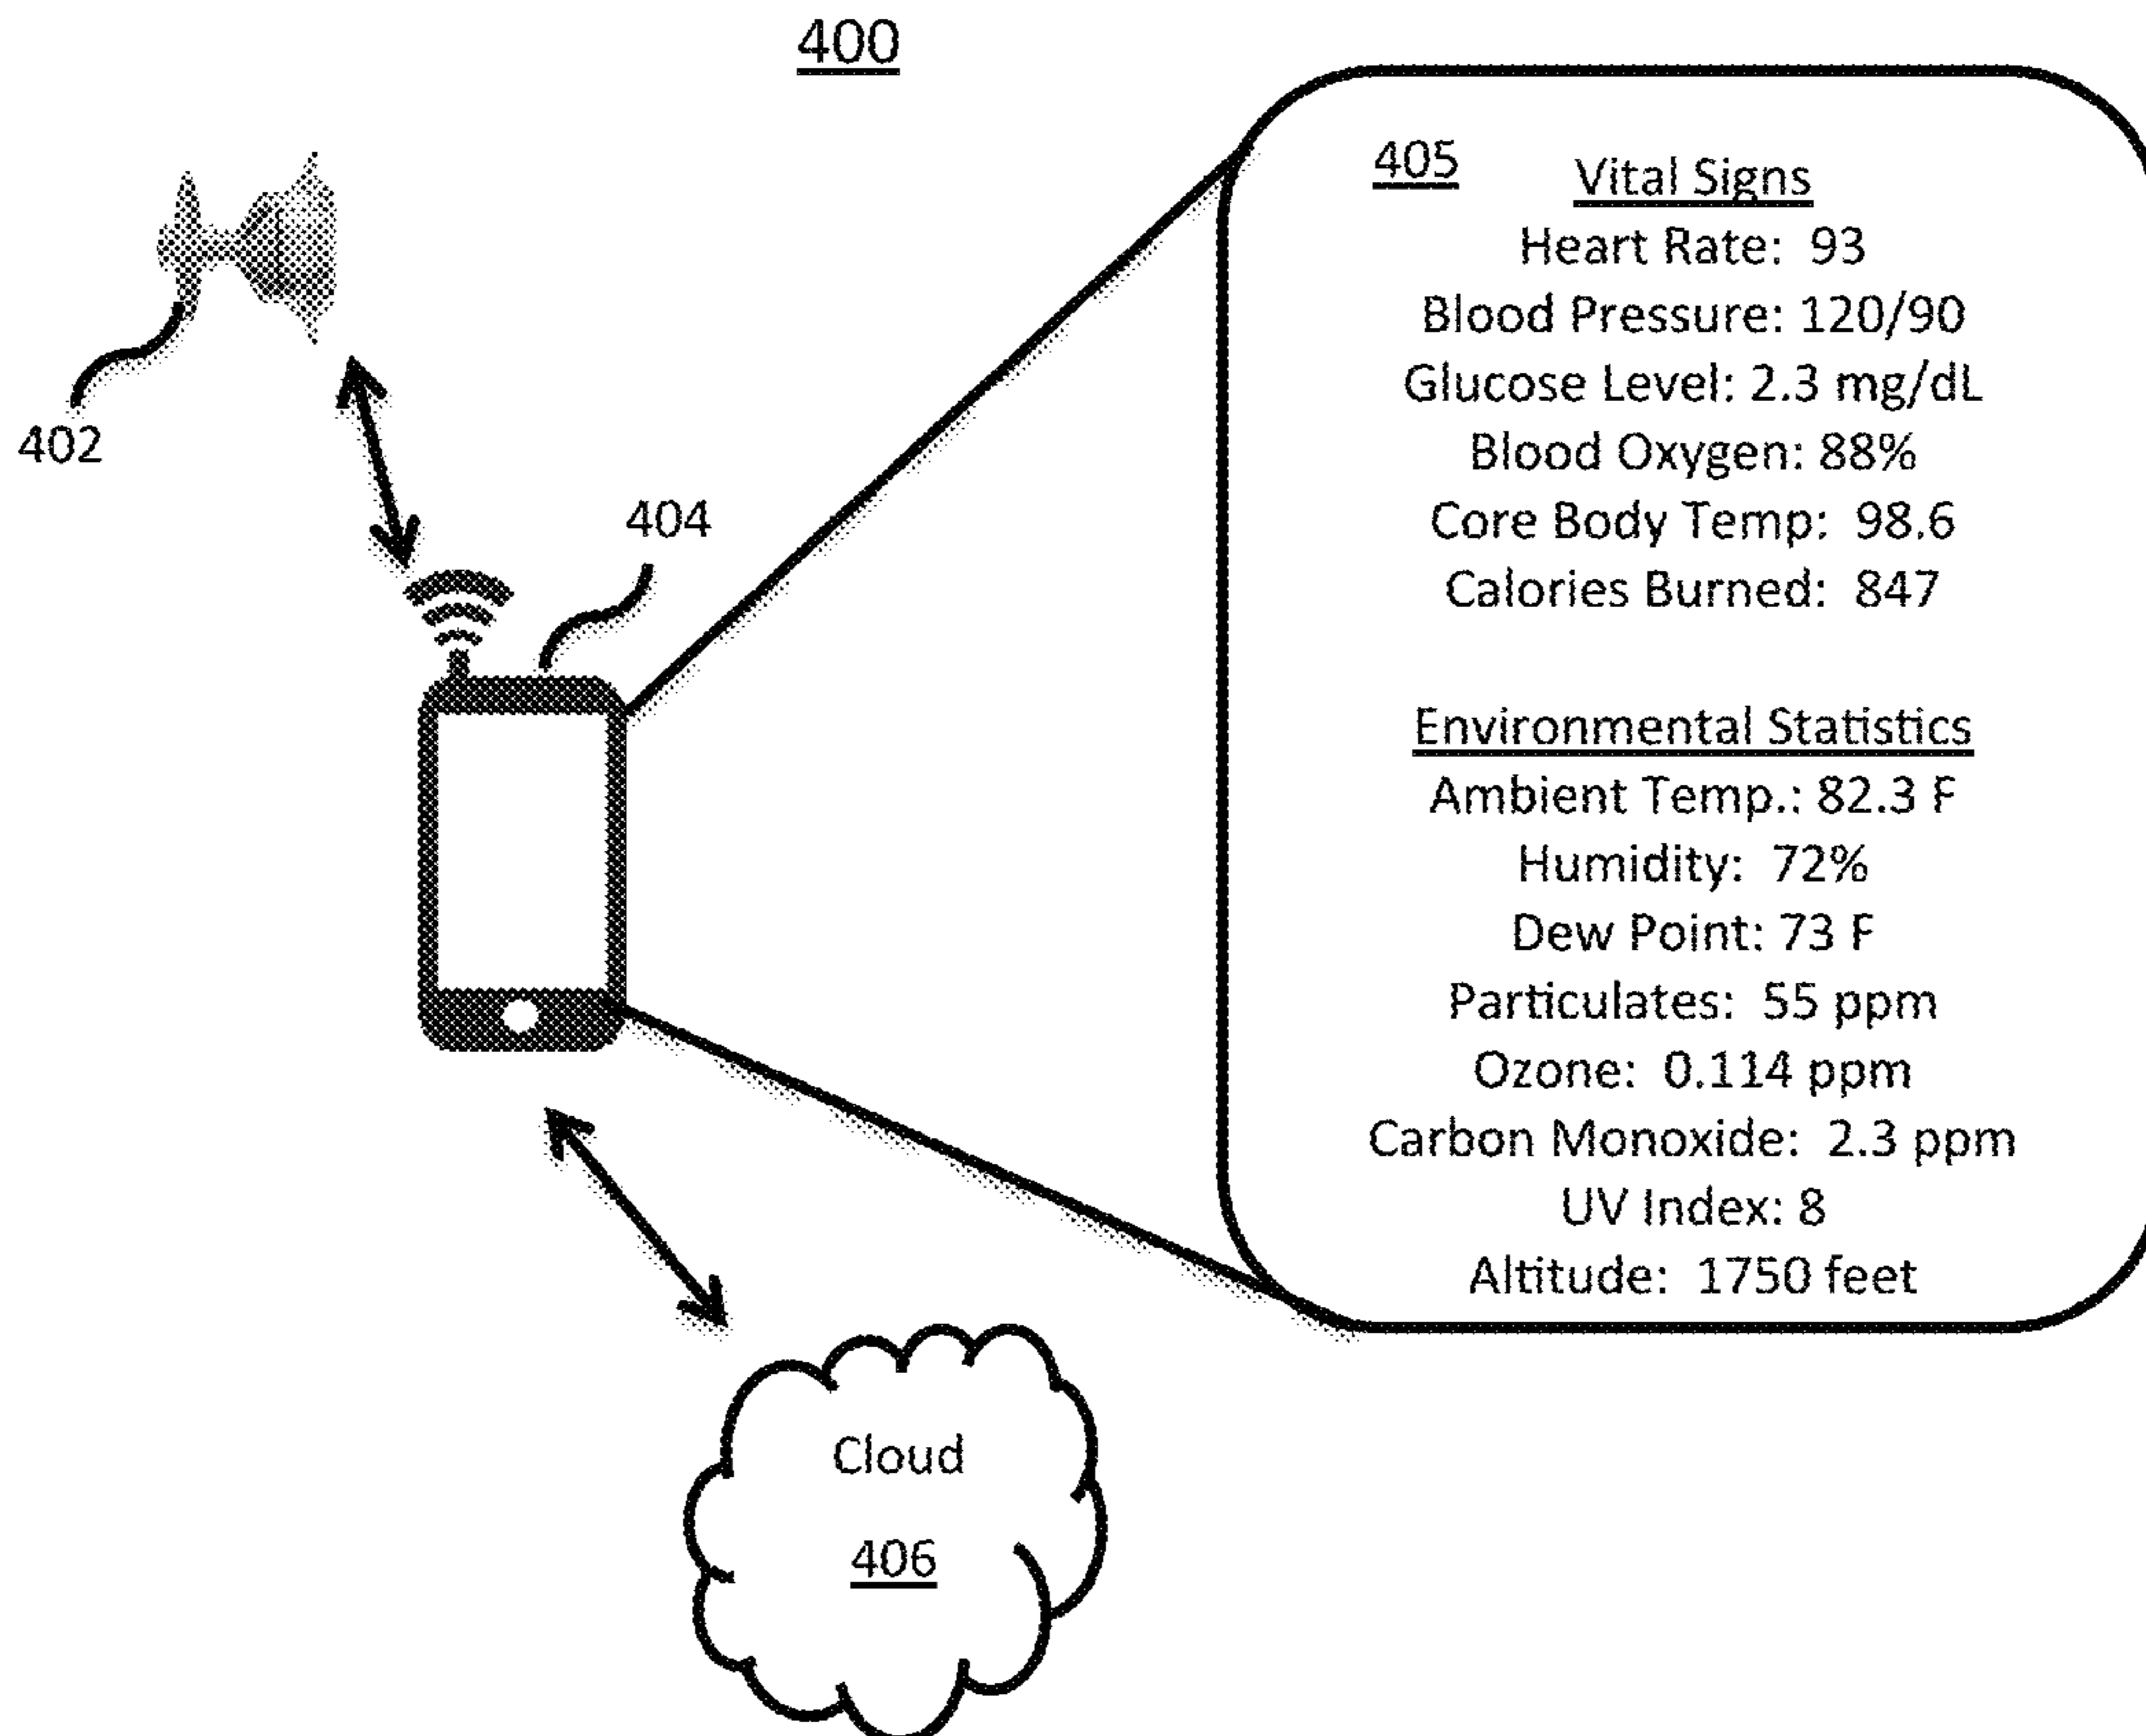 400
405
Vital Signs
Heart Rate: 93
Blood Pressure: 120/90
Glucose Level: 2.3 mg/dL
Blood Oxygen: 88%
Core Body Temp: 98.6
Calories Burned: 847
Environmental Statistics
Ambient Temp.: 82.3 F
Humidity: 72%
Dew Point: 73 F
Particulates: 55 ppm
Ozone: 0.114 ppm
Carbon Monoxide: 2.3 ppm
UV Index: 8
Altitude: 1750 feet
402
404
Cloud
406